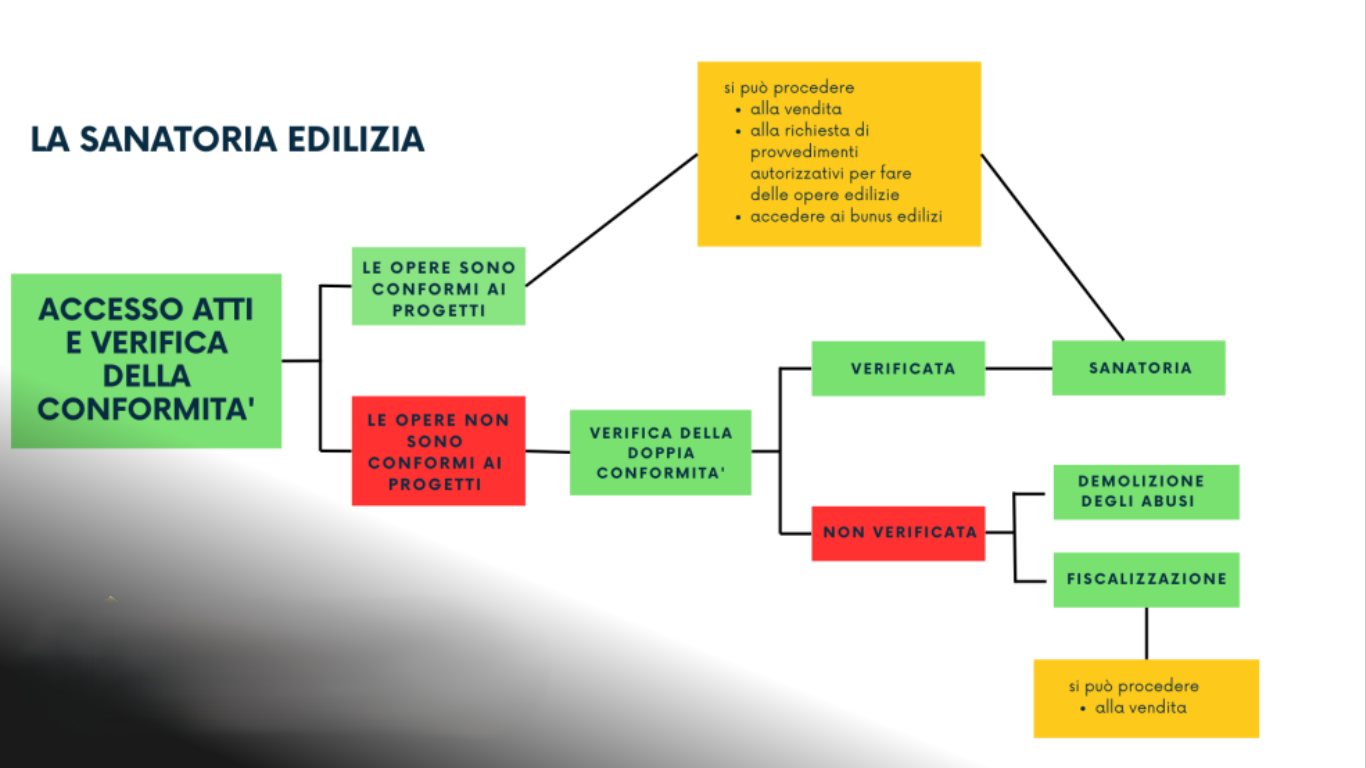 LA SANATORIA EDILIZIA
si può procedere
• alla vendita
• alla richiesta di
provvedimenti
autorizzativi per fare
delle opere edilizie
• accedere ai bunus edilizi
ACCESSO ATTI
E VERIFICA
DELLA
CONFORMITA'
LE OPERE SONO
CONFORMI AI
PROGETTI
LE OPERE NON
SONO
CONFORMI AI
PROGETTI
VERIFICA DELLA
DOPPIA
CONFORMITA'
VERIFICATA
SANATORIA
NON VERIFICATA
DEMOLIZIONE
DEGLI ABUSI
FISCALIZZAZIONE
si può procedere
• alla vendita